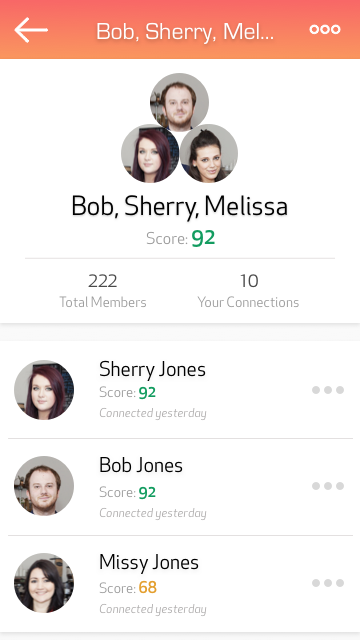 Bob, Sherry, Mel...
Bob, Sherry, Melissa
Score: 92
222
10
Total Members
Your Connections
Sherry Jones
Score: 92
Connected yesterday
Bob Jones
Score: 92
Connected yesterday
Missy Jones
Score: 68
Connected yesterday